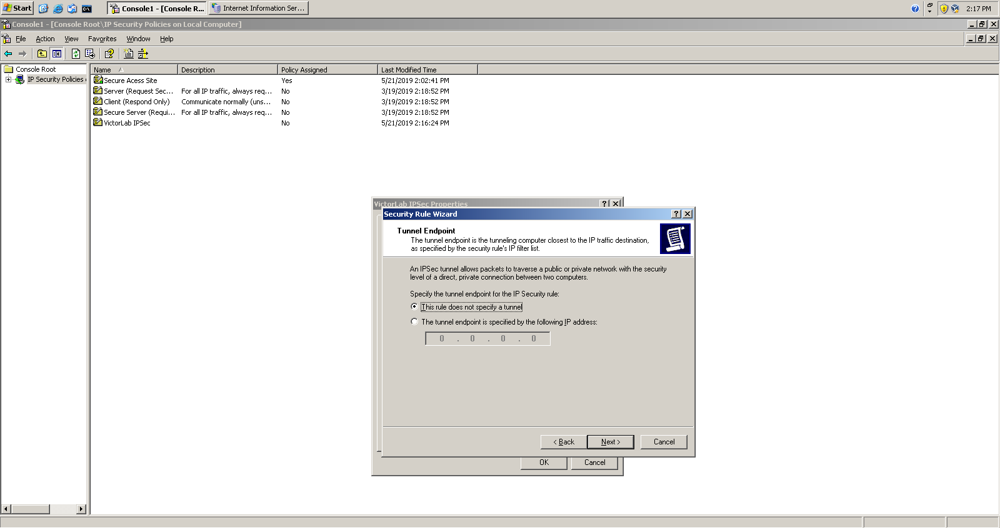 Start
Console1 - [Console R...
Internet Information Ser...
2:17 PM
Console1 - [Console Root\IP Security Policies on Local Computer]
File Action View Favorites Window Help
Console Root
IP Security Policies
Name Description Policy Assigned Last Modified Time
Secure Acess Site Yes 5/21/2019 2:02:41 PM
Server (Request Sec... For all IP traffic, always req... No 3/19/2019 2:18:52 PM
Client (Respond Only) Communicate normally (uns... No 3/19/2019 2:18:52 PM
Secure Server (Requi... For all IP traffic, always req... No 3/19/2019 2:18:52 PM
VictorLab IPSec No 5/21/2019 2:16:24 PM
VictorLab IPSec Properties
Security Rule Wizard
Tunnel Endpoint
The tunnel endpoint is the tunneling computer closest to the IP traffic destination,
as specified by the security rule's IP filter list.
An IPSec tunnel allows packets to traverse a public or private network with the security
level of a direct, private connection between two computers.
Specify the tunnel endpoint for the IP Security rule:
This rule does not specify a tunnel
The tunnel endpoint is specified by the following IP address:
0 . 0 . 0 . 0
< Back Next > Cancel
OK Cancel